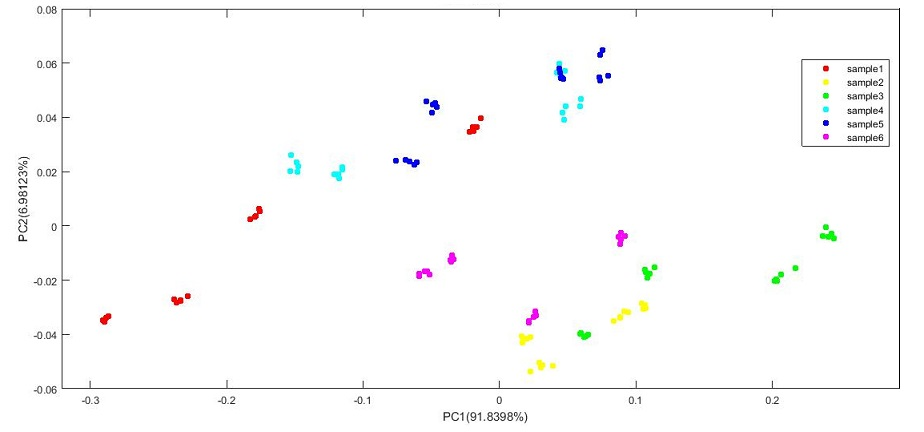 0.08
0.06
0.04
0.02
0
-0.02
-0.04
-0.06
PC2(6.98123%)
-0.3 -0.2 -0.1 0 0.1 0.2
PC1(91.8398%)
sample1
sample2
sample3
sample4
sample5
sample6